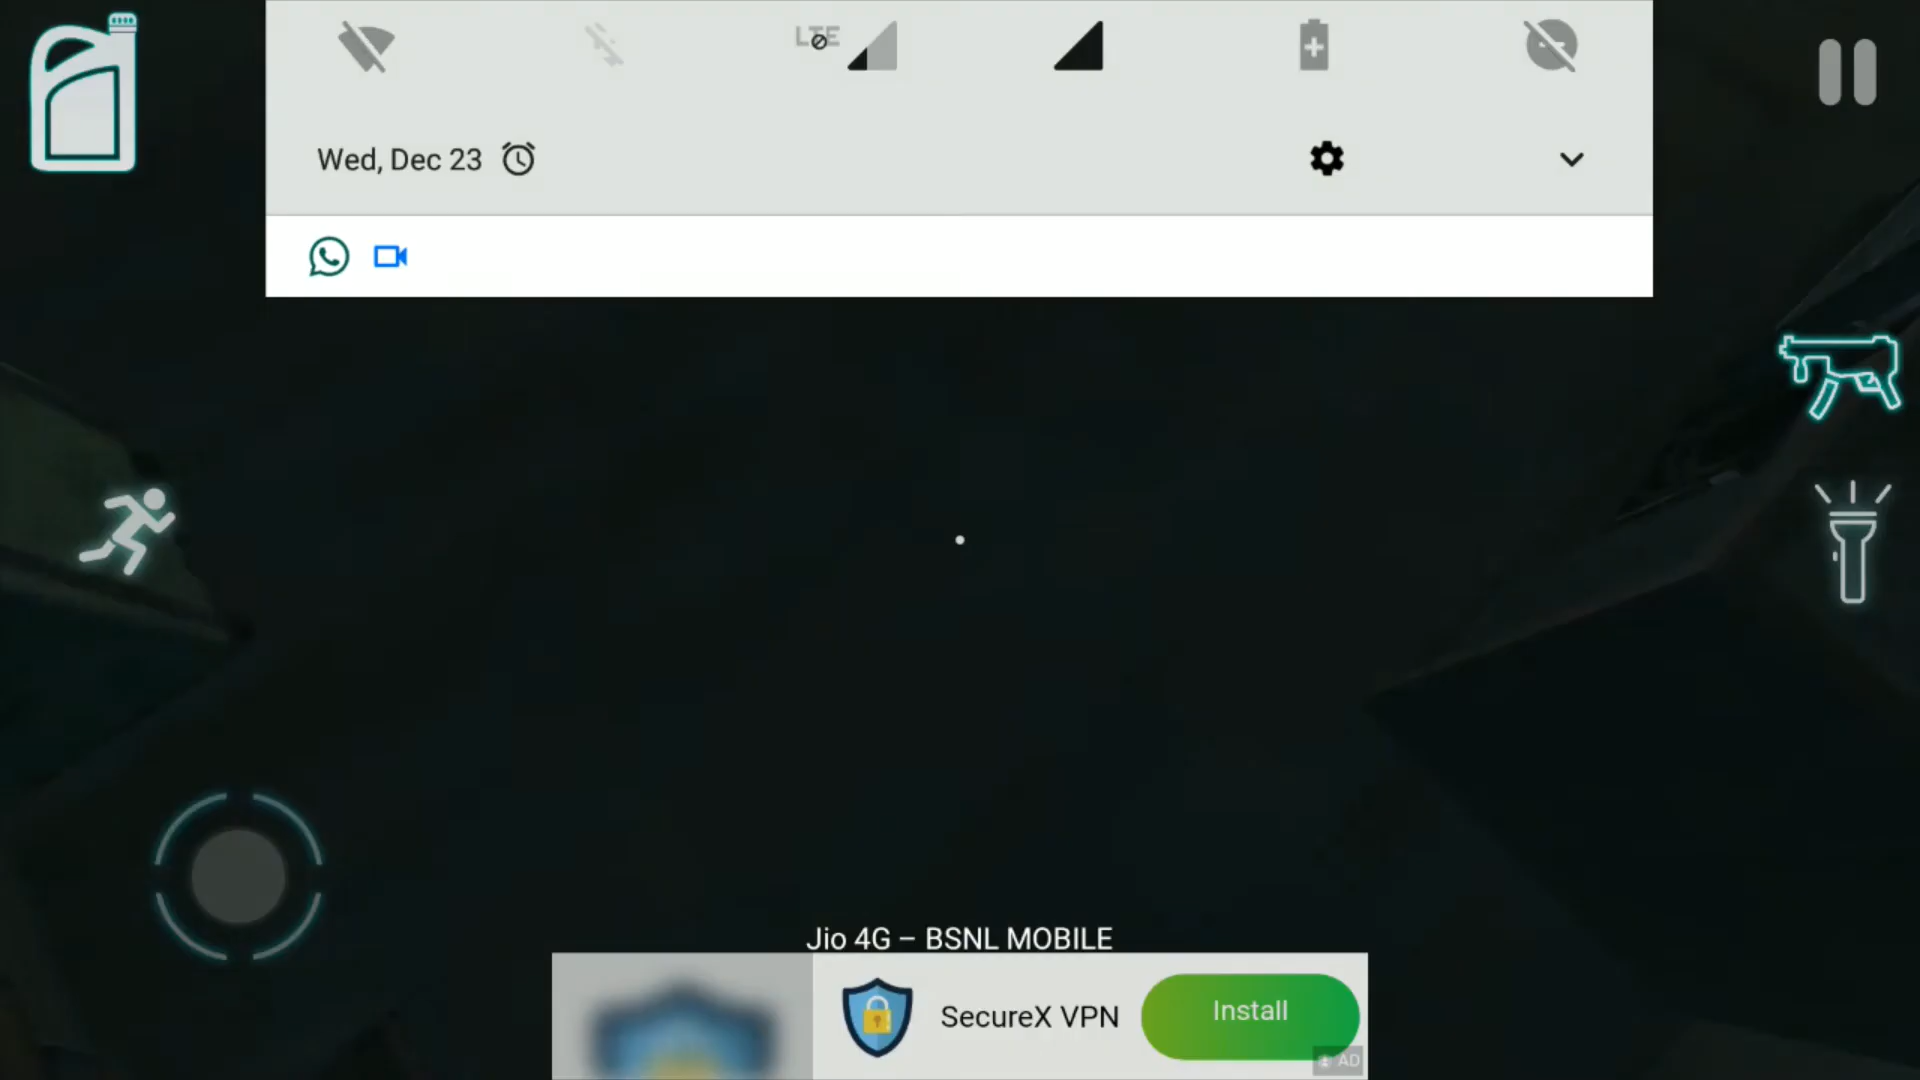 LTE
Wed, Dec 23
Jio 4G – BSNL MOBILE
SecureX VPN
Install
AD